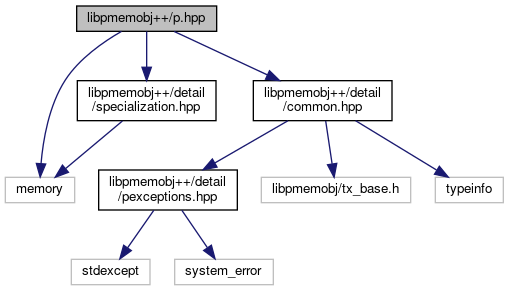 libpmemobj++/p.hpp
libpmemobj++/detail
/specialization.hpp
libpmemobj++/detail
/common.hpp
memory
libpmemobj++/detail
/pexceptions.hpp
libpmemobj/tx_base.h
typeinfo
stdexcept
system_error